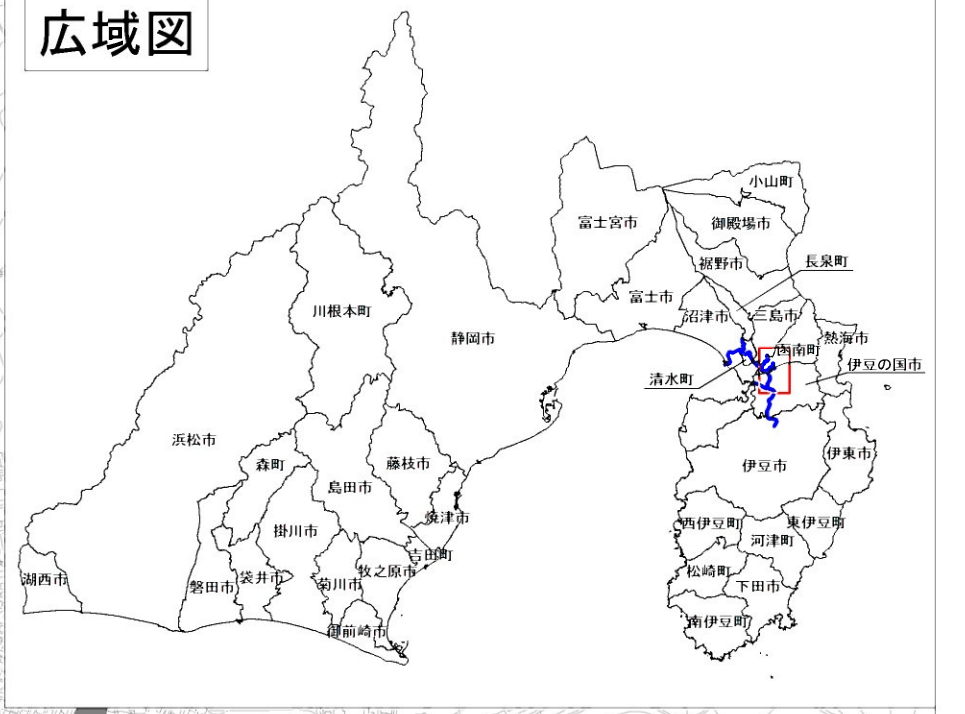 広域図
小山町
富士宮市
御殿場市
裾野市
長泉町
富士市
川根本町
沼津市
三島市
静岡市
熱海市
函南町
伊豆の国市
清水町
浜松市
伊東市
森町
藤枝市
伊豆市
島田市
焼津市
西伊豆町
東伊豆町
掛川市
河津町
吉田町
牧之原市
松崎町
湖西市
袋井市
菊川市
磐田市
下田市
南伊豆町
御前崎市